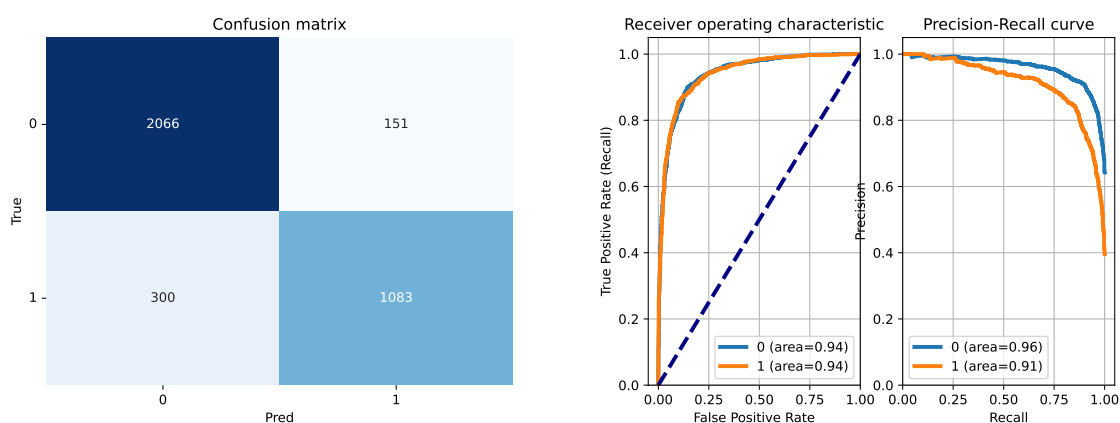 Confusion matrix
True
0
1
2066
151
300
1083
0
1
Pred
Receiver operating characteristic
True Positive Rate (Recall)
1.0
0.8
0.6
0.4
0.2
0.0
0 (area=0.94)
1 (area=0.94)
0.00
0.25
0.50
0.75
1.00
False Positive Rate
Precision-Recall curve
Precision
1.0
0.8
0.6
0.4
0.2
0.0
0 (area=0.96)
1 (area=0.91)
0.00
0.25
0.50
0.75
1.00
Recall